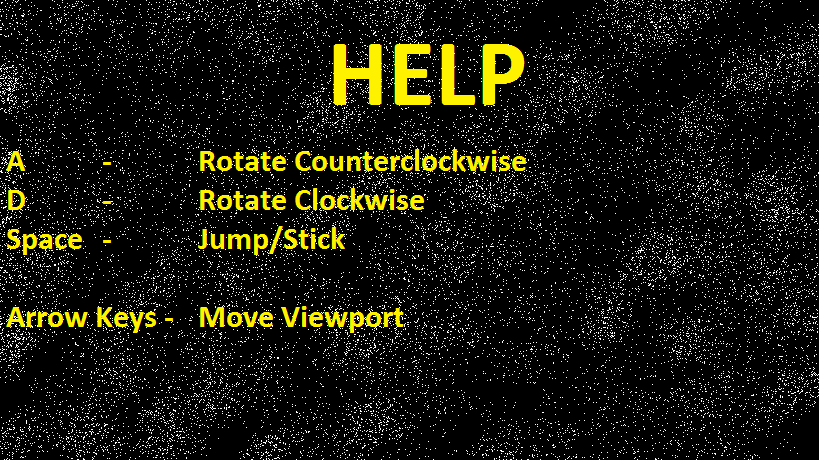 HELP
A - Rotate Counterclockwise
D - Rotate Clockwise
Space - Jump/Stick
Arrow Keys - Move Viewport